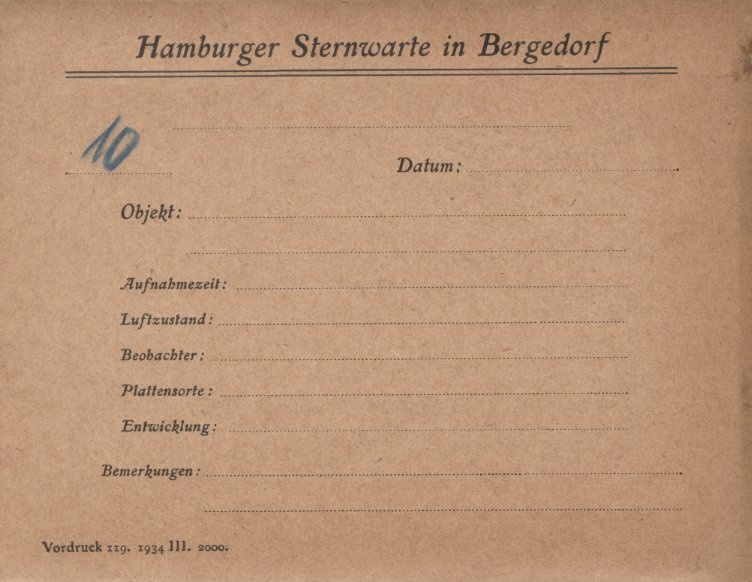 Hamburger Sternwarte in Bergedorf
10
Datum:
Objekt:
Aufnahmezeit:
Luftzustand:
Beobachter:
Plattensorte:
Entwicklung:
Bemerkungen:
Vordruck 119. 1934 III. 2000.